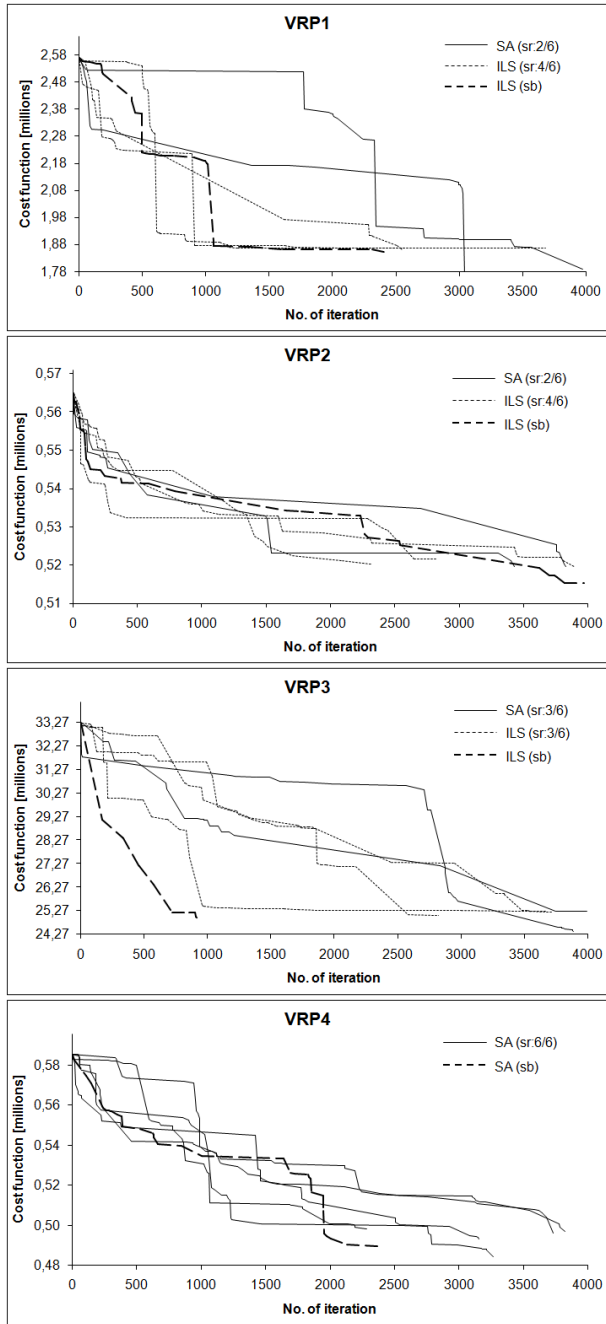 VRP1
Cost function [millions]
2,58
2,48
2,38
2,28
2,18
2,08
1,98
1,88
1,78
0 500 1000 1500 2000 2500 3000 3500 4000
No. of iteration
SA (sr:2/6)
ILS (sr:4/6)
ILS (sb)
VRP2
Cost function [millions]
0,57
0,56
0,55
0,54
0,53
0,52
0,51
0 500 1000 1500 2000 2500 3000 3500 4000
No. of iteration
SA (sr:2/6)
ILS (sr:4/6)
ILS (sb)
VRP3
Cost function [millions]
33,27
32,27
31,27
30,27
29,27
28,27
27,27
26,27
25,27
24,27
0 500 1000 1500 2000 2500 3000 3500 4000
No. of iteration
SA (sr:3/6)
ILS (sr:3/6)
ILS (sb)
VRP4
Cost function [millions]
0,58
0,56
0,54
0,52
0,50
0,48
0 500 1000 1500 2000 2500 3000 3500 4000
No. of iteration
SA (sr:6/6)
SA (sb)